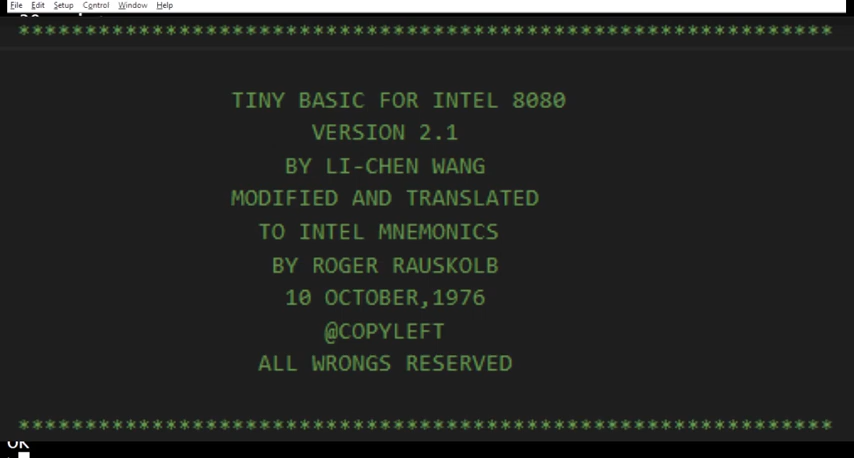 File Edit Setup Control Window Help
**************************************************************
TINY BASIC FOR INTEL 8080
VERSION 2.1
BY LI-CHEN WANG
MODIFIED AND TRANSLATED
TO INTEL MNEMONICS
BY ROGER RAUSKOLB
10 OCTOBER,1976
@COPYLEFT
ALL WRONGS RESERVED
**************************************************************
OK